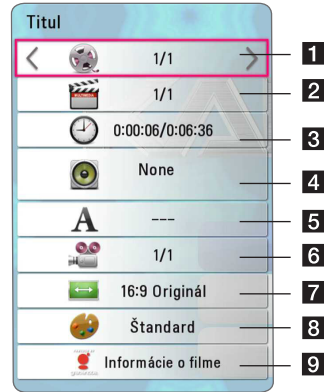 Titul
1/1
1
1/1
2
0:00:06/0:06:36
3
None
4
A
---
5
1/1
6
16:9 Originál
7
Štandard
8
Informácie o filme
9